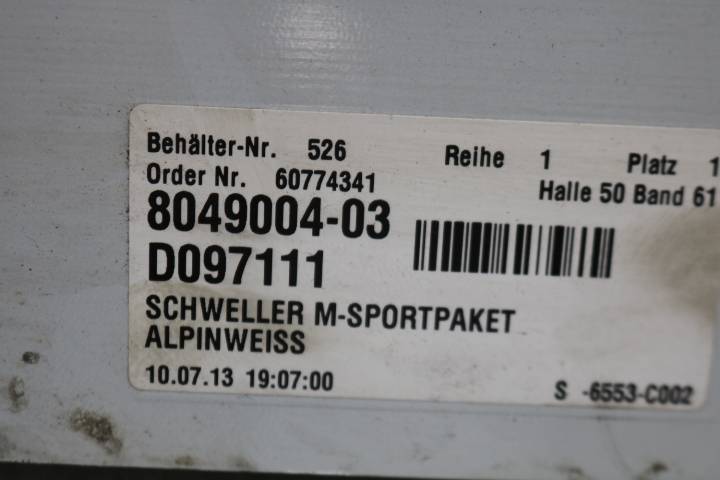 Behälter-Nr. 526 Reihe 1 Platz 1
Order Nr. 60774341 Halle 50 Band 61
8049004-03
D097111
SCHWELLER M-SPORTPAKET
ALPINWEISS
10.07.13 19:07:00 S -6553-C002